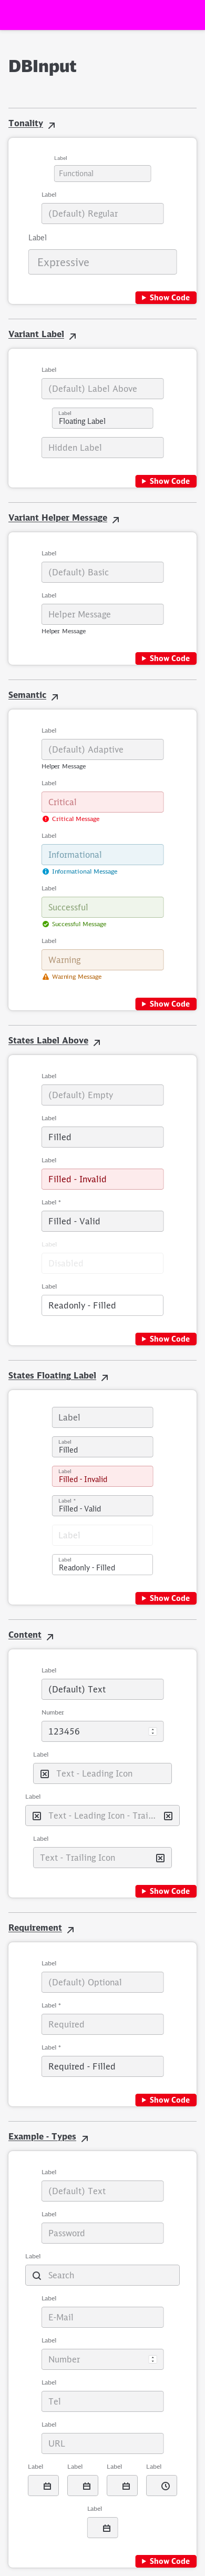 DBInput
Tonality
Label
Functional
Label
(Default) Regular
Label
Expressive
Show Code
Variant Label
Label
(Default) Label Above
Label
Floating Label
Hidden Label
Show Code
Variant Helper Message
Label
(Default) Basic
Label
Helper Message
Helper Message
Show Code
Semantic
Label
(Default) Adaptive
Helper Message
Label
Critical
Critical Message
Label
Informational
Informational Message
Label
Successful
Successful Message
Label
Warning
Warning Message
Show Code
States Label Above
Label
(Default) Empty
Label
Filled
Label
Filled - Invalid
Label *
Filled - Valid
Label
Disabled
Label
Readonly - Filled
Show Code
States Floating Label
Label
Label
Filled
Label
Filled - Invalid
Label *
Filled - Valid
Label
Label
Readonly - Filled
Show Code
Content
Label
(Default) Text
Number
123456
Label
Text - Leading Icon
Label
Text - Leading Icon - Trai...
Label
Text - Trailing Icon
Show Code
Requirement
Label
(Default) Optional
Label *
Required
Label *
Required - Filled
Show Code
Example - Types
Label
(Default) Text
Label
Password
Label
Search
Label
E-Mail
Label
Number
Label
Tel
Label
URL
Label Label Label Label
Label
Show Code